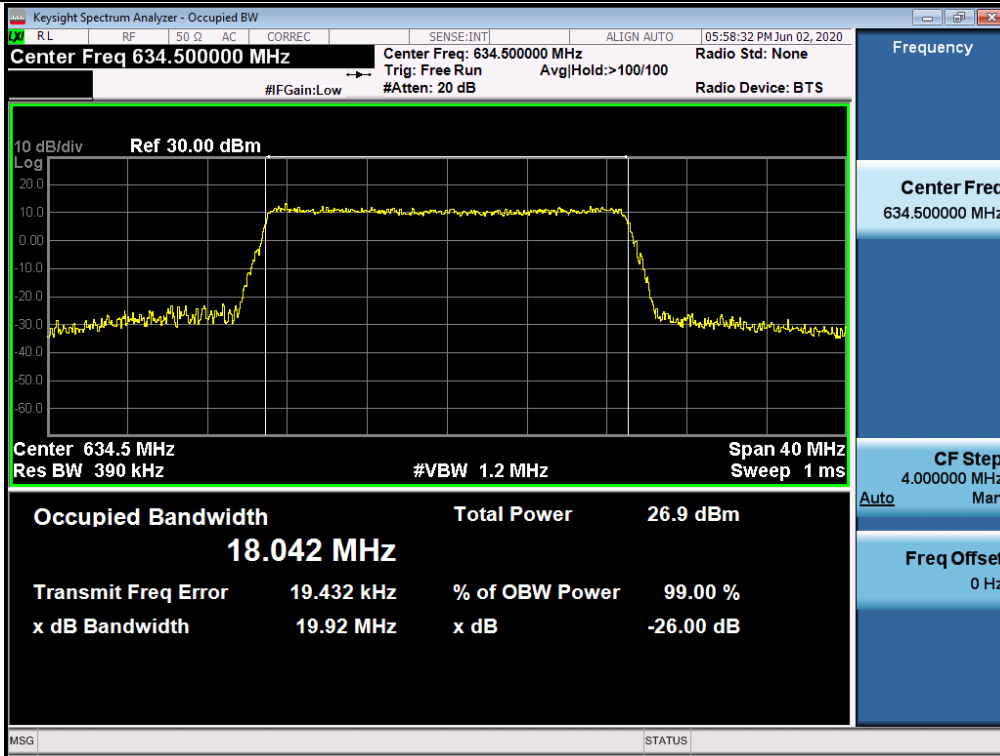 Keysight Spectrum Analyzer - Occupied BW
LXI RL RF 50 Ω AC CORREC SENSE:INT ALIGN AUTO 05:58:32 PM Jun 02, 2020
Center Freq 634.500000 MHz
Center Freq: 634.500000 MHz
Radio Std: None
Trig: Free Run Avg|Hold:>100/100
#IFGain:Low
#Atten: 20 dB
Radio Device: BTS
10 dB/div Ref 30.00 dBm
Log
20.0
10.0
0.00
-10.0
-20.0
-30.0
-40.0
-50.0
-60.0
Center 634.5 MHz Span 40 MHz
Res BW 390 kHz #VBW 1.2 MHz Sweep 1 ms
Occupied Bandwidth Total Power 26.9 dBm
18.042 MHz
Transmit Freq Error 19.432 kHz % of OBW Power 99.00 %
x dB Bandwidth 19.92 MHz x dB -26.00 dB
Frequency
Center Freq
634.500000 MHz
CF Step
4.000000 MHz
Auto Man
Freq Offset
0 Hz
MSG STATUS